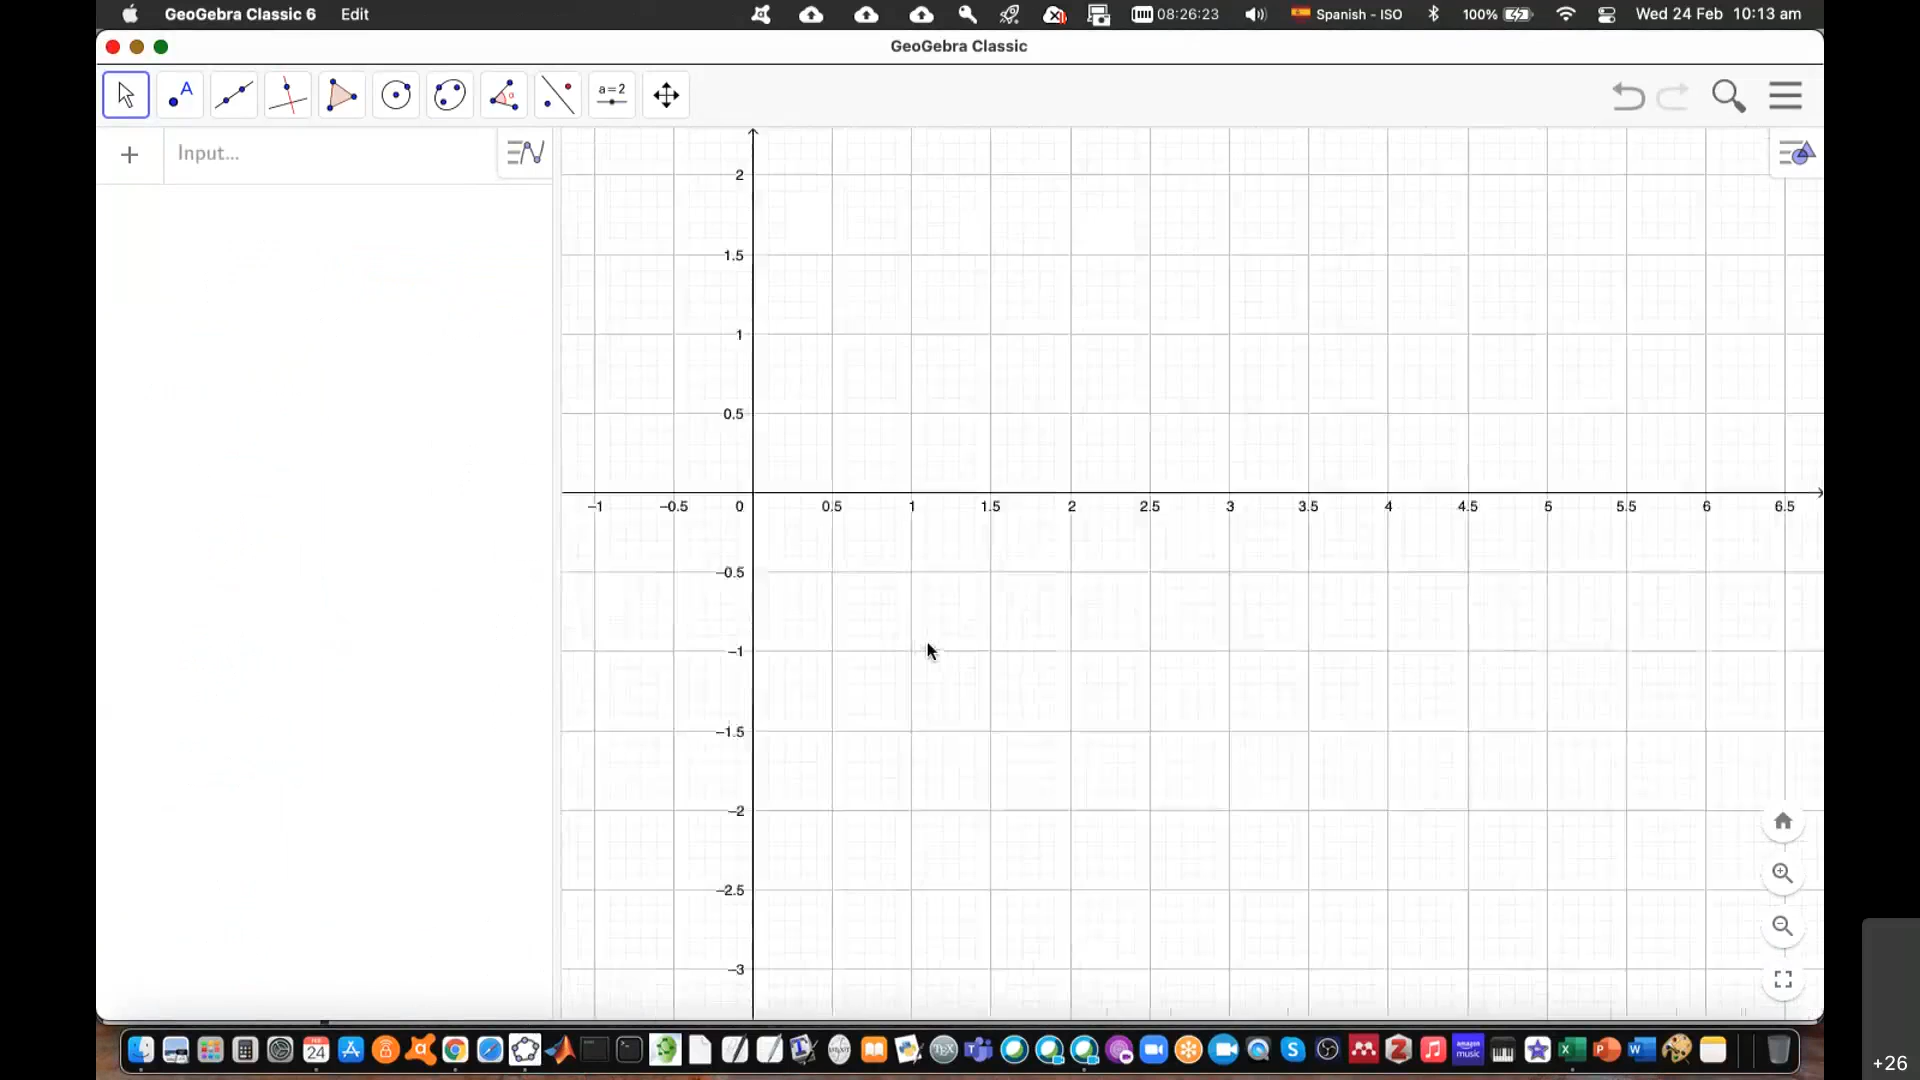 GeoGebra Classic 6 Edit 08:26:23 Spanish - ISO 100% Wed 24 Feb 10:13 am
GeoGebra Classic
A α a=2
+ Input...
2
1.5
1
0.5
−1 −0.5 0 0.5 1 1.5 2 2.5 3 3.5 4 4.5 5 5.5 6 6.5
−0.5
−1
−1.5
−2
−2.5
−3
24 TEX amazon music S X P W
+26